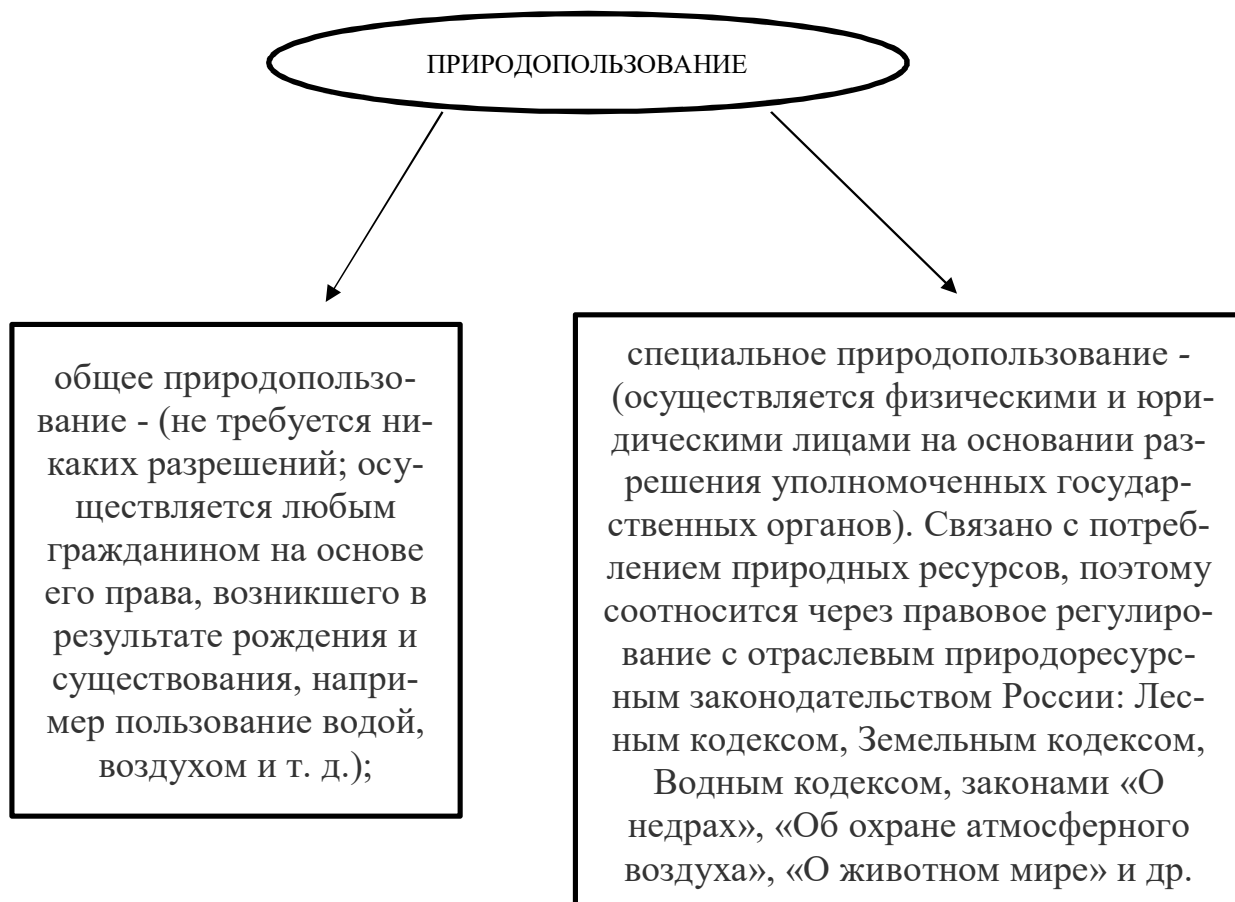 ПРИРОДОПОЛЬЗОВАНИЕ
общее природопользо-
вание - (не требуется ни-
каких разрешений; осу-
ществляется любым
гражданином на основе
его права, возникшего в
результате рождения и
существования, напри-
мер пользование водой,
воздухом и т. д.);
специальное природопользование -
(осуществляется физическими и юри-
дическими лицами на основании раз-
решения уполномоченных государ-
ственных органов). Связано с потреб-
лением природных ресурсов, поэтому
соотносится через правовое регулиро-
вание с отраслевым природоресурс-
ным законодательством России: Лес-
ным кодексом, Земельным кодексом,
Водным кодексом, законами «О
недрах», «Об охране атмосферного
воздуха», «О животном мире» и др.